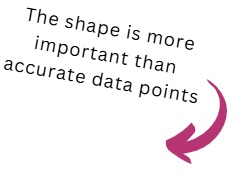 The shape is more
important than
accurate data points